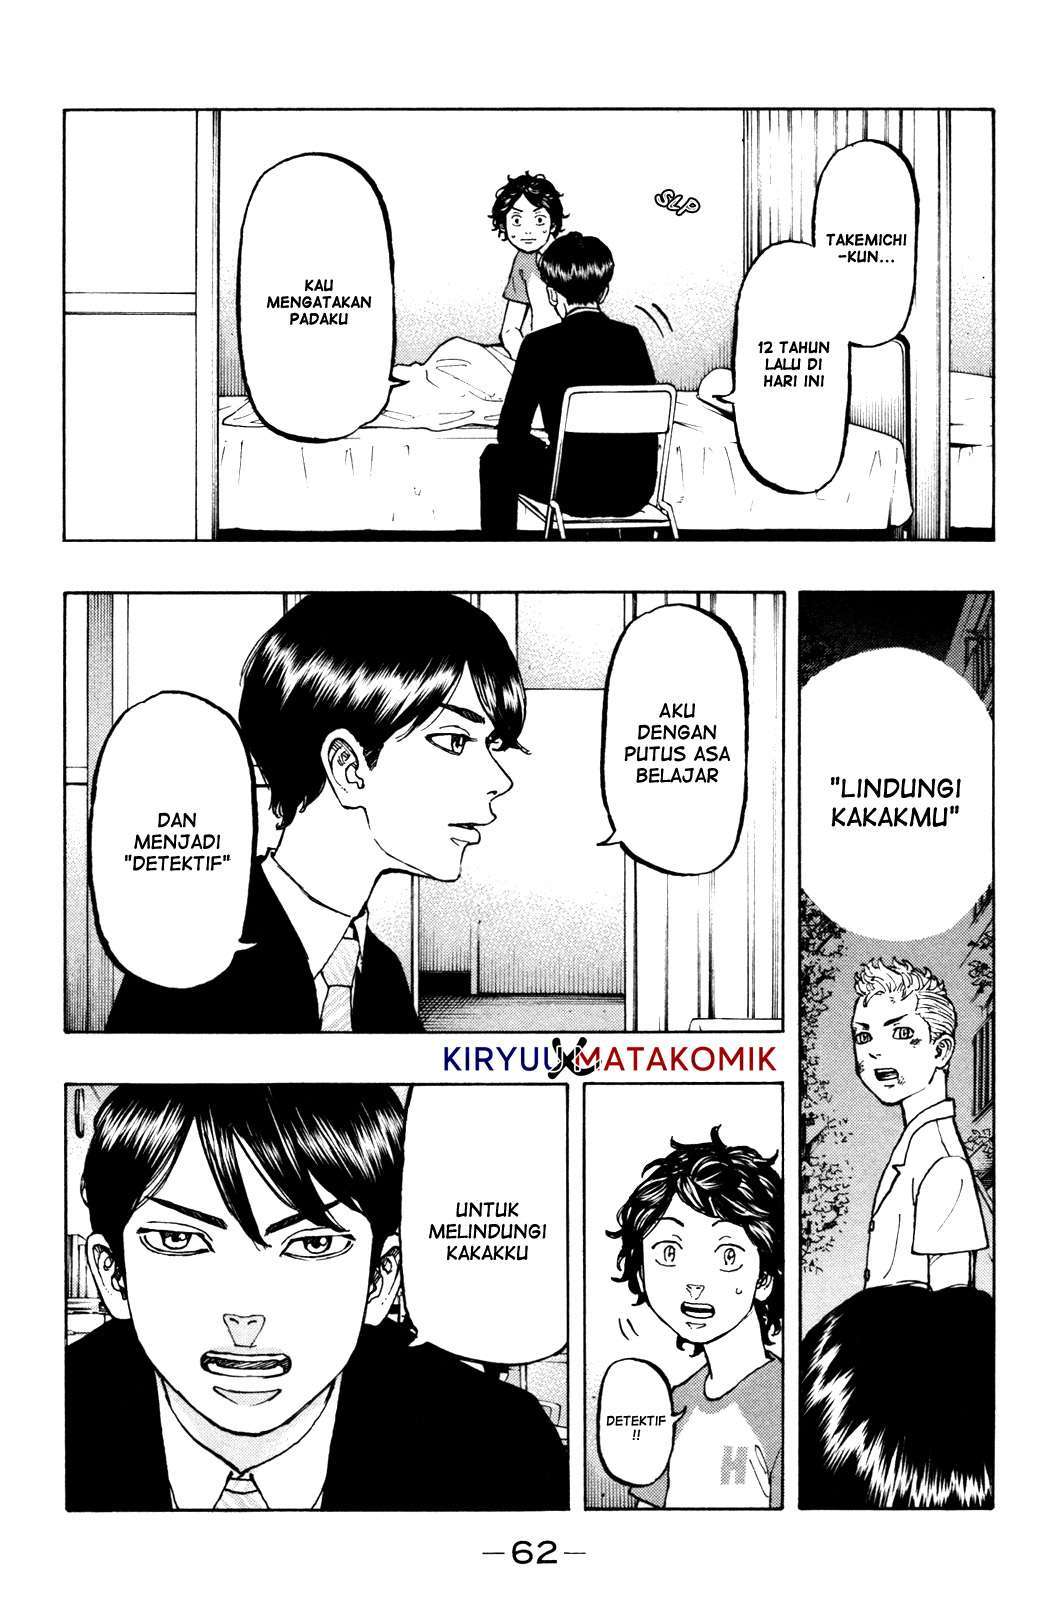 SLP
TAKEMICHI
-KUN...
12 TAHUN
LALU DI
HARI INI
KAU
MENGATAKAN
PADAKU
"LINDUNGI
KAKAKMU"
AKU
DENGAN
PUTUS ASA
BELAJAR
DAN
MENJADI
"DETEKTIF"
KIRYUU X MATAKOMIK
DETEKTIF
!!
H
UNTUK
MELINDUNGI
KAKAKKU
—62—